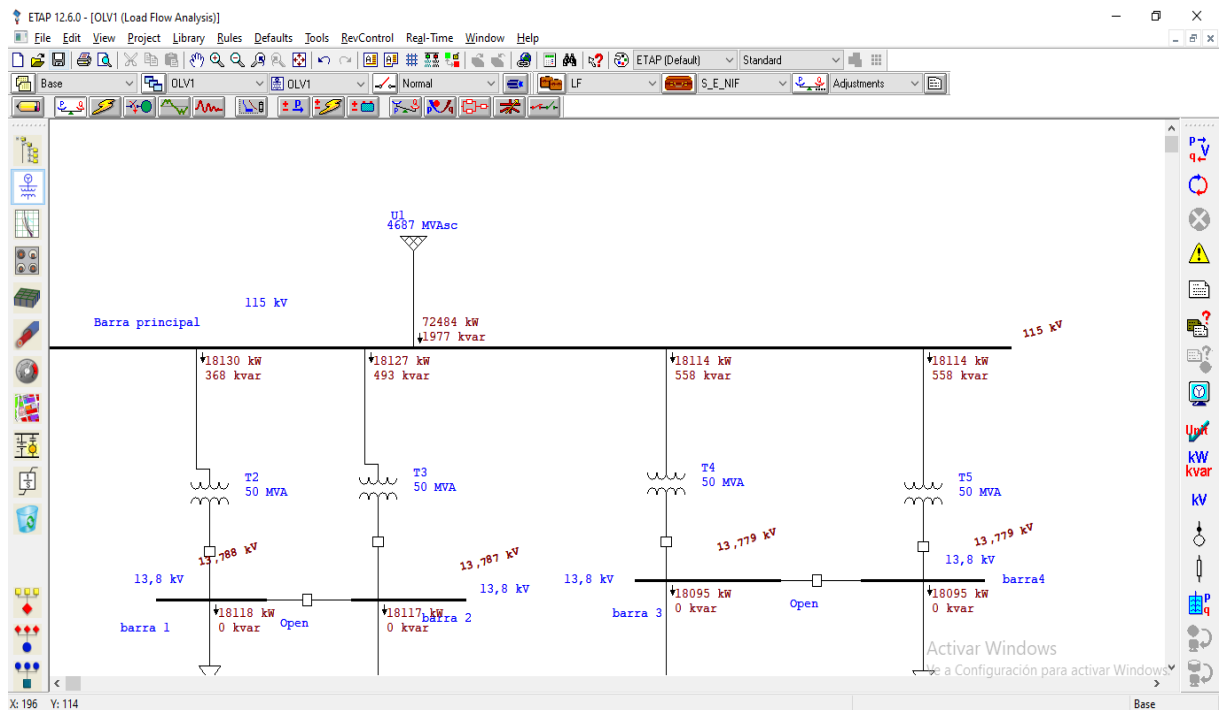 ETAP 12.6.0 - [OLV1 (Load Flow Analysis)]
File Edit View Project Library Rules Defaults Tools RevControl Real-Time Window Help
ETAP (Default) Standard
Base OLV1 OLV1 Normal LF S_E_NIF Adjustments
U1
4687 MVAsc
115 kV
Barra principal
72484 kW
1977 kvar
115 kV
18130 kW
368 kvar
18127 kW
493 kvar
18114 kW
558 kvar
18114 kW
558 kvar
T2
50 MVA
T3
50 MVA
T4
50 MVA
T5
50 MVA
13,788 kV
13,787 kV
13,779 kV
13,779 kV
13,8 kV
13,8 kV
13,8 kV
13,8 kV
barra 1
18118 kW
0 kvar
Open
18117 kW
0 kvar
barra 2
barra 3
18095 kW
0 kvar
Open
barra4
18095 kW
0 kvar
Activar Windows
Ve a Configuración para activar Windows.
P
V
q
Unit
kW
kvar
kV
P
q
X: 196 Y: 114
Base